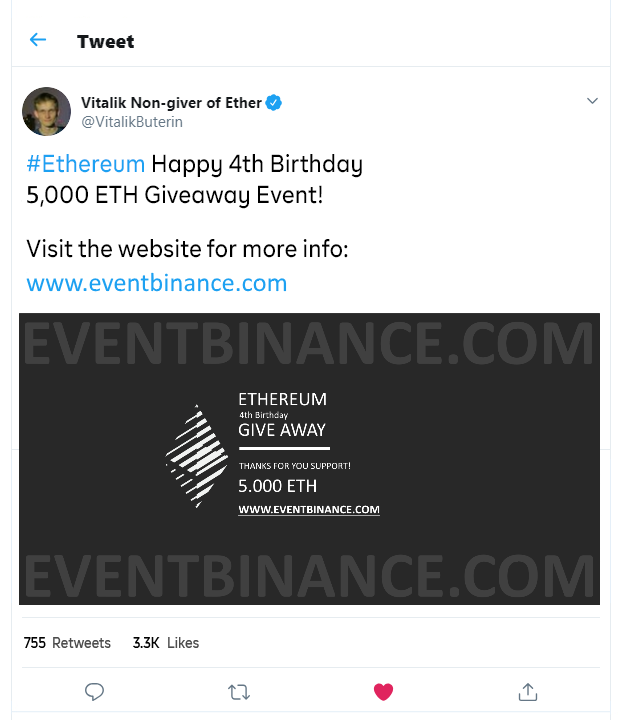 Tweet
Vitalik Non-giver of Ether
@VitalikButerin
#Ethereum Happy 4th Birthday
5,000 ETH Giveaway Event!
Visit the website for more info:
www.eventbinance.com
EVENTBINANCE.COM
ETHEREUM
4th Birthday
GIVE AWAY
THANKS FOR YOU SUPPORT!
5.000 ETH
WWW.EVENTBINANCE.COM
EVENTBINANCE.COM
755 Retweets 3.3K Likes